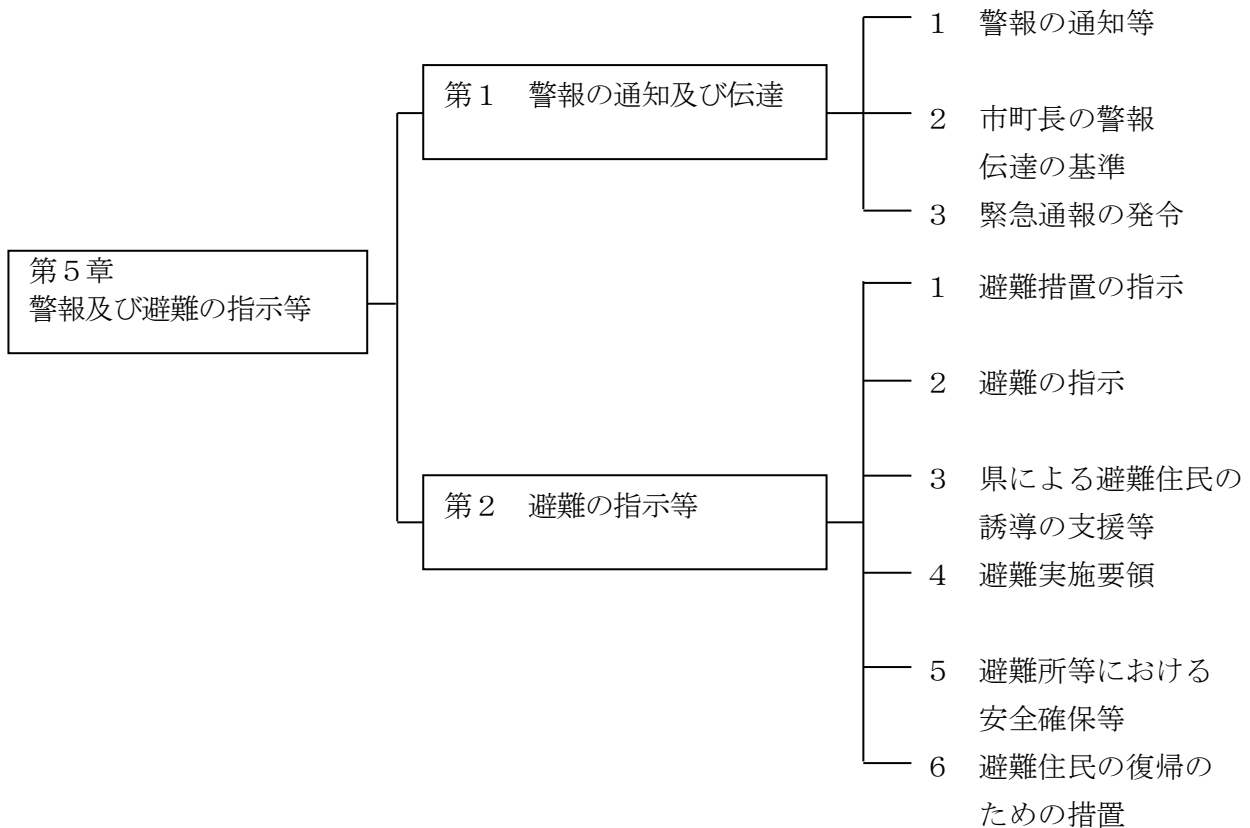 第５章
警報及び避難の指示等
第１　警報の通知及び伝達
１　警報の通知等
２　市町長の警報
伝達の基準
３　緊急通報の発令
第２　避難の指示等
１　避難措置の指示
２　避難の指示
３　県による避難住民の
誘導の支援等
４　避難実施要領
５　避難所等における
安全確保等
６　避難住民の復帰の
ための措置